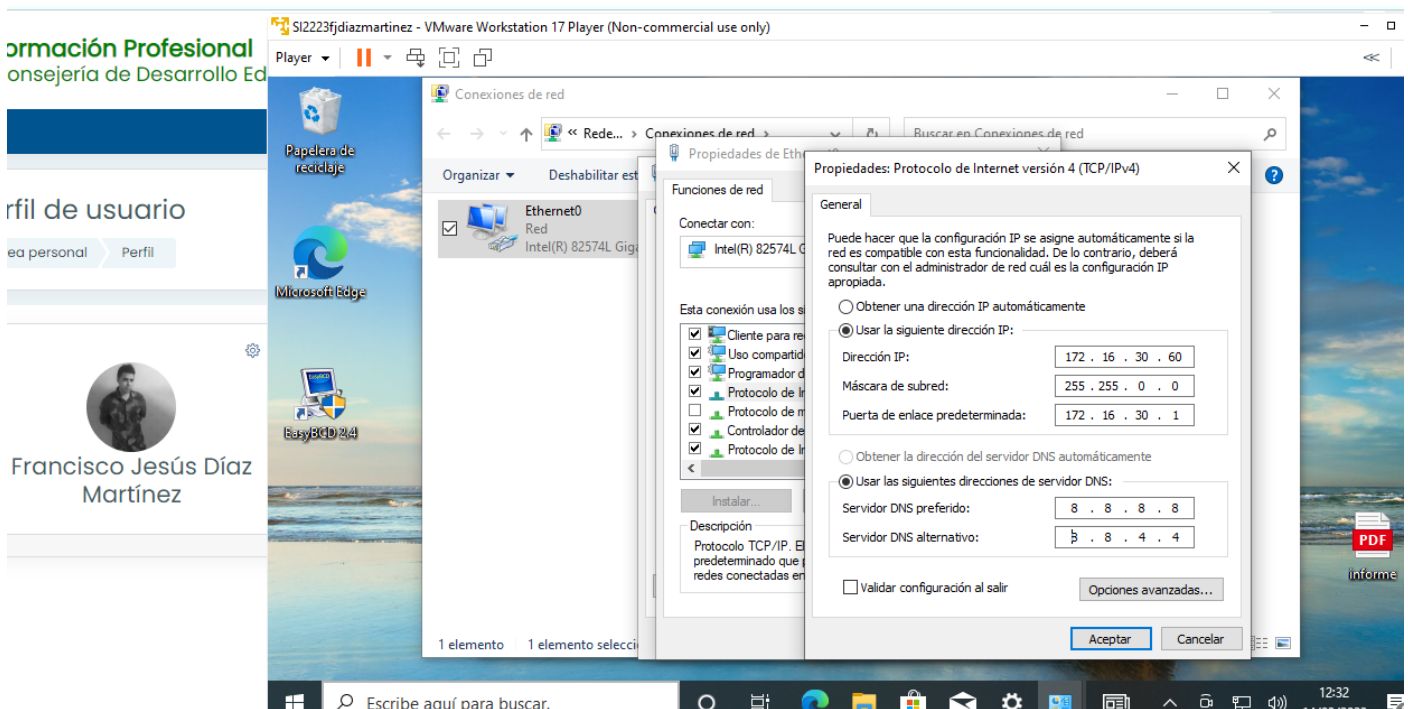 SI2223fjdiazmartinez - VMware Workstation 17 Player (Non-commercial use only)
Player
ormación Profesional
onsejería de Desarrollo Ed
rfil de usuario
ea personal
Perfil
Francisco Jesús Díaz
Martínez
Papelera de
reciclaje
Microsoft Edge
EasyBCD 2.4
PDF
informe
Conexiones de red
« Rede... > Conexiones de red >
Buscar en Conexiones de red
Organizar
Deshabilitar est
Ethernet0
Red
Intel(R) 82574L Giga
1 elemento
1 elemento selecci
Propiedades de Ethe
Funciones de red
Conectar con:
Intel(R) 82574L G
Esta conexión usa los si
Cliente para re
Uso compartid
Programador d
Protocolo de In
Protocolo de m
Controlador de
Protocolo de In
Instalar...
Descripción
Protocolo TCP/IP. El
predeterminado que p
redes conectadas en
Propiedades: Protocolo de Internet versión 4 (TCP/IPv4)
General
Puede hacer que la configuración IP se asigne automáticamente si la
red es compatible con esta funcionalidad. De lo contrario, deberá
consultar con el administrador de red cuál es la configuración IP
apropiada.
Obtener una dirección IP automáticamente
Usar la siguiente dirección IP:
Dirección IP: 172 . 16 . 30 . 60
Máscara de subred: 255 . 255 . 0 . 0
Puerta de enlace predeterminada: 172 . 16 . 30 . 1
Obtener la dirección del servidor DNS automáticamente
Usar las siguientes direcciones de servidor DNS:
Servidor DNS preferido: 8 . 8 . 8 . 8
Servidor DNS alternativo: 8 . 8 . 4 . 4
Validar configuración al salir
Opciones avanzadas...
Aceptar
Cancelar
Escribe aquí para buscar.
12:32